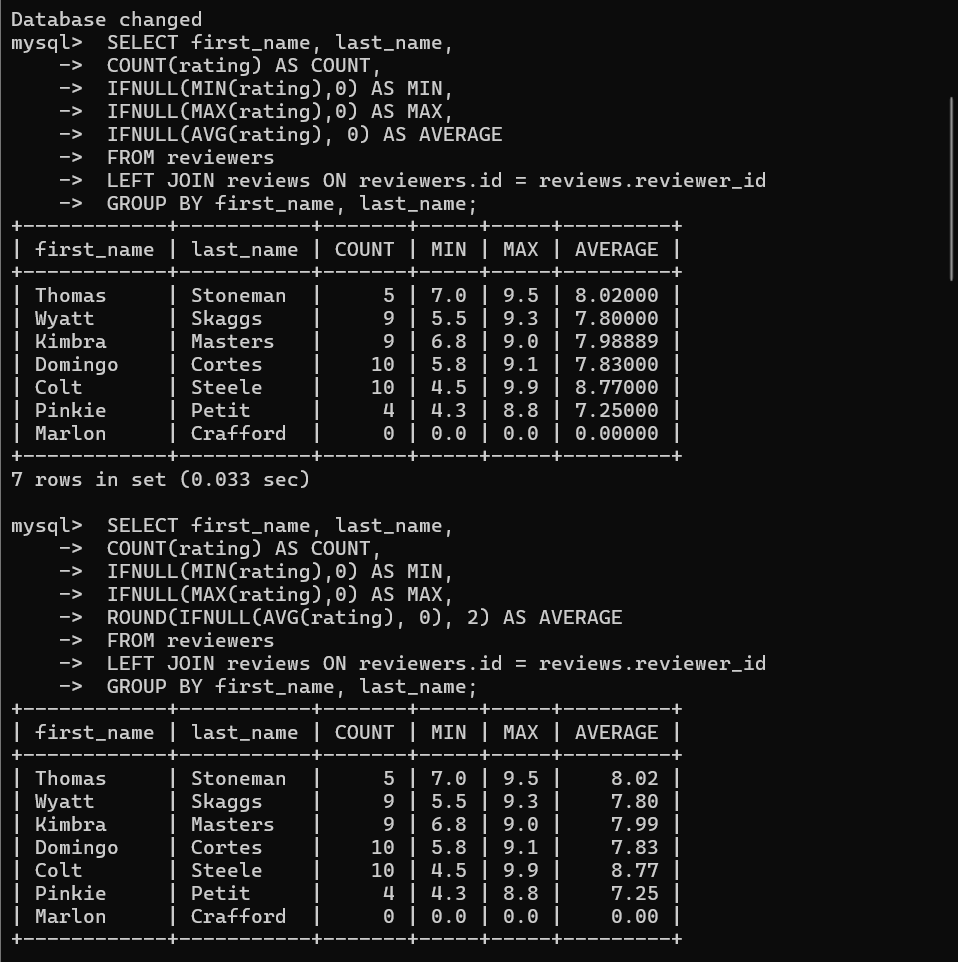 Database changed
mysql>  SELECT first_name, last_name,
    ->  COUNT(rating) AS COUNT,
    ->  IFNULL(MIN(rating),0) AS MIN,
    ->  IFNULL(MAX(rating),0) AS MAX,
    ->  IFNULL(AVG(rating), 0) AS AVERAGE
    ->  FROM reviewers
    ->  LEFT JOIN reviews ON reviewers.id = reviews.reviewer_id
    ->  GROUP BY first_name, last_name;
+------------+-----------+-------+-----+-----+---------+
| first_name | last_name | COUNT | MIN | MAX | AVERAGE |
+------------+-----------+-------+-----+-----+---------+
| Thomas     | Stoneman  |     5 | 7.0 | 9.5 | 8.02000 |
| Wyatt      | Skaggs    |     9 | 5.5 | 9.3 | 7.80000 |
| Kimbra     | Masters   |     9 | 6.8 | 9.0 | 7.98889 |
| Domingo    | Cortes    |    10 | 5.8 | 9.1 | 7.83000 |
| Colt       | Steele    |    10 | 4.5 | 9.9 | 8.77000 |
| Pinkie     | Petit     |     4 | 4.3 | 8.8 | 7.25000 |
| Marlon     | Crafford  |     0 | 0.0 | 0.0 | 0.00000 |
+------------+-----------+-------+-----+-----+---------+
7 rows in set (0.033 sec)

mysql>  SELECT first_name, last_name,
    ->  COUNT(rating) AS COUNT,
    ->  IFNULL(MIN(rating),0) AS MIN,
    ->  IFNULL(MAX(rating),0) AS MAX,
    ->  ROUND(IFNULL(AVG(rating), 0), 2) AS AVERAGE
    ->  FROM reviewers
    ->  LEFT JOIN reviews ON reviewers.id = reviews.reviewer_id
    ->  GROUP BY first_name, last_name;
+------------+-----------+-------+-----+-----+---------+
| first_name | last_name | COUNT | MIN | MAX | AVERAGE |
+------------+-----------+-------+-----+-----+---------+
| Thomas     | Stoneman  |     5 | 7.0 | 9.5 |    8.02 |
| Wyatt      | Skaggs    |     9 | 5.5 | 9.3 |    7.80 |
| Kimbra     | Masters   |     9 | 6.8 | 9.0 |    7.99 |
| Domingo    | Cortes    |    10 | 5.8 | 9.1 |    7.83 |
| Colt       | Steele    |    10 | 4.5 | 9.9 |    8.77 |
| Pinkie     | Petit     |     4 | 4.3 | 8.8 |    7.25 |
| Marlon     | Crafford  |     0 | 0.0 | 0.0 |    0.00 |
+------------+-----------+-------+-----+-----+---------+